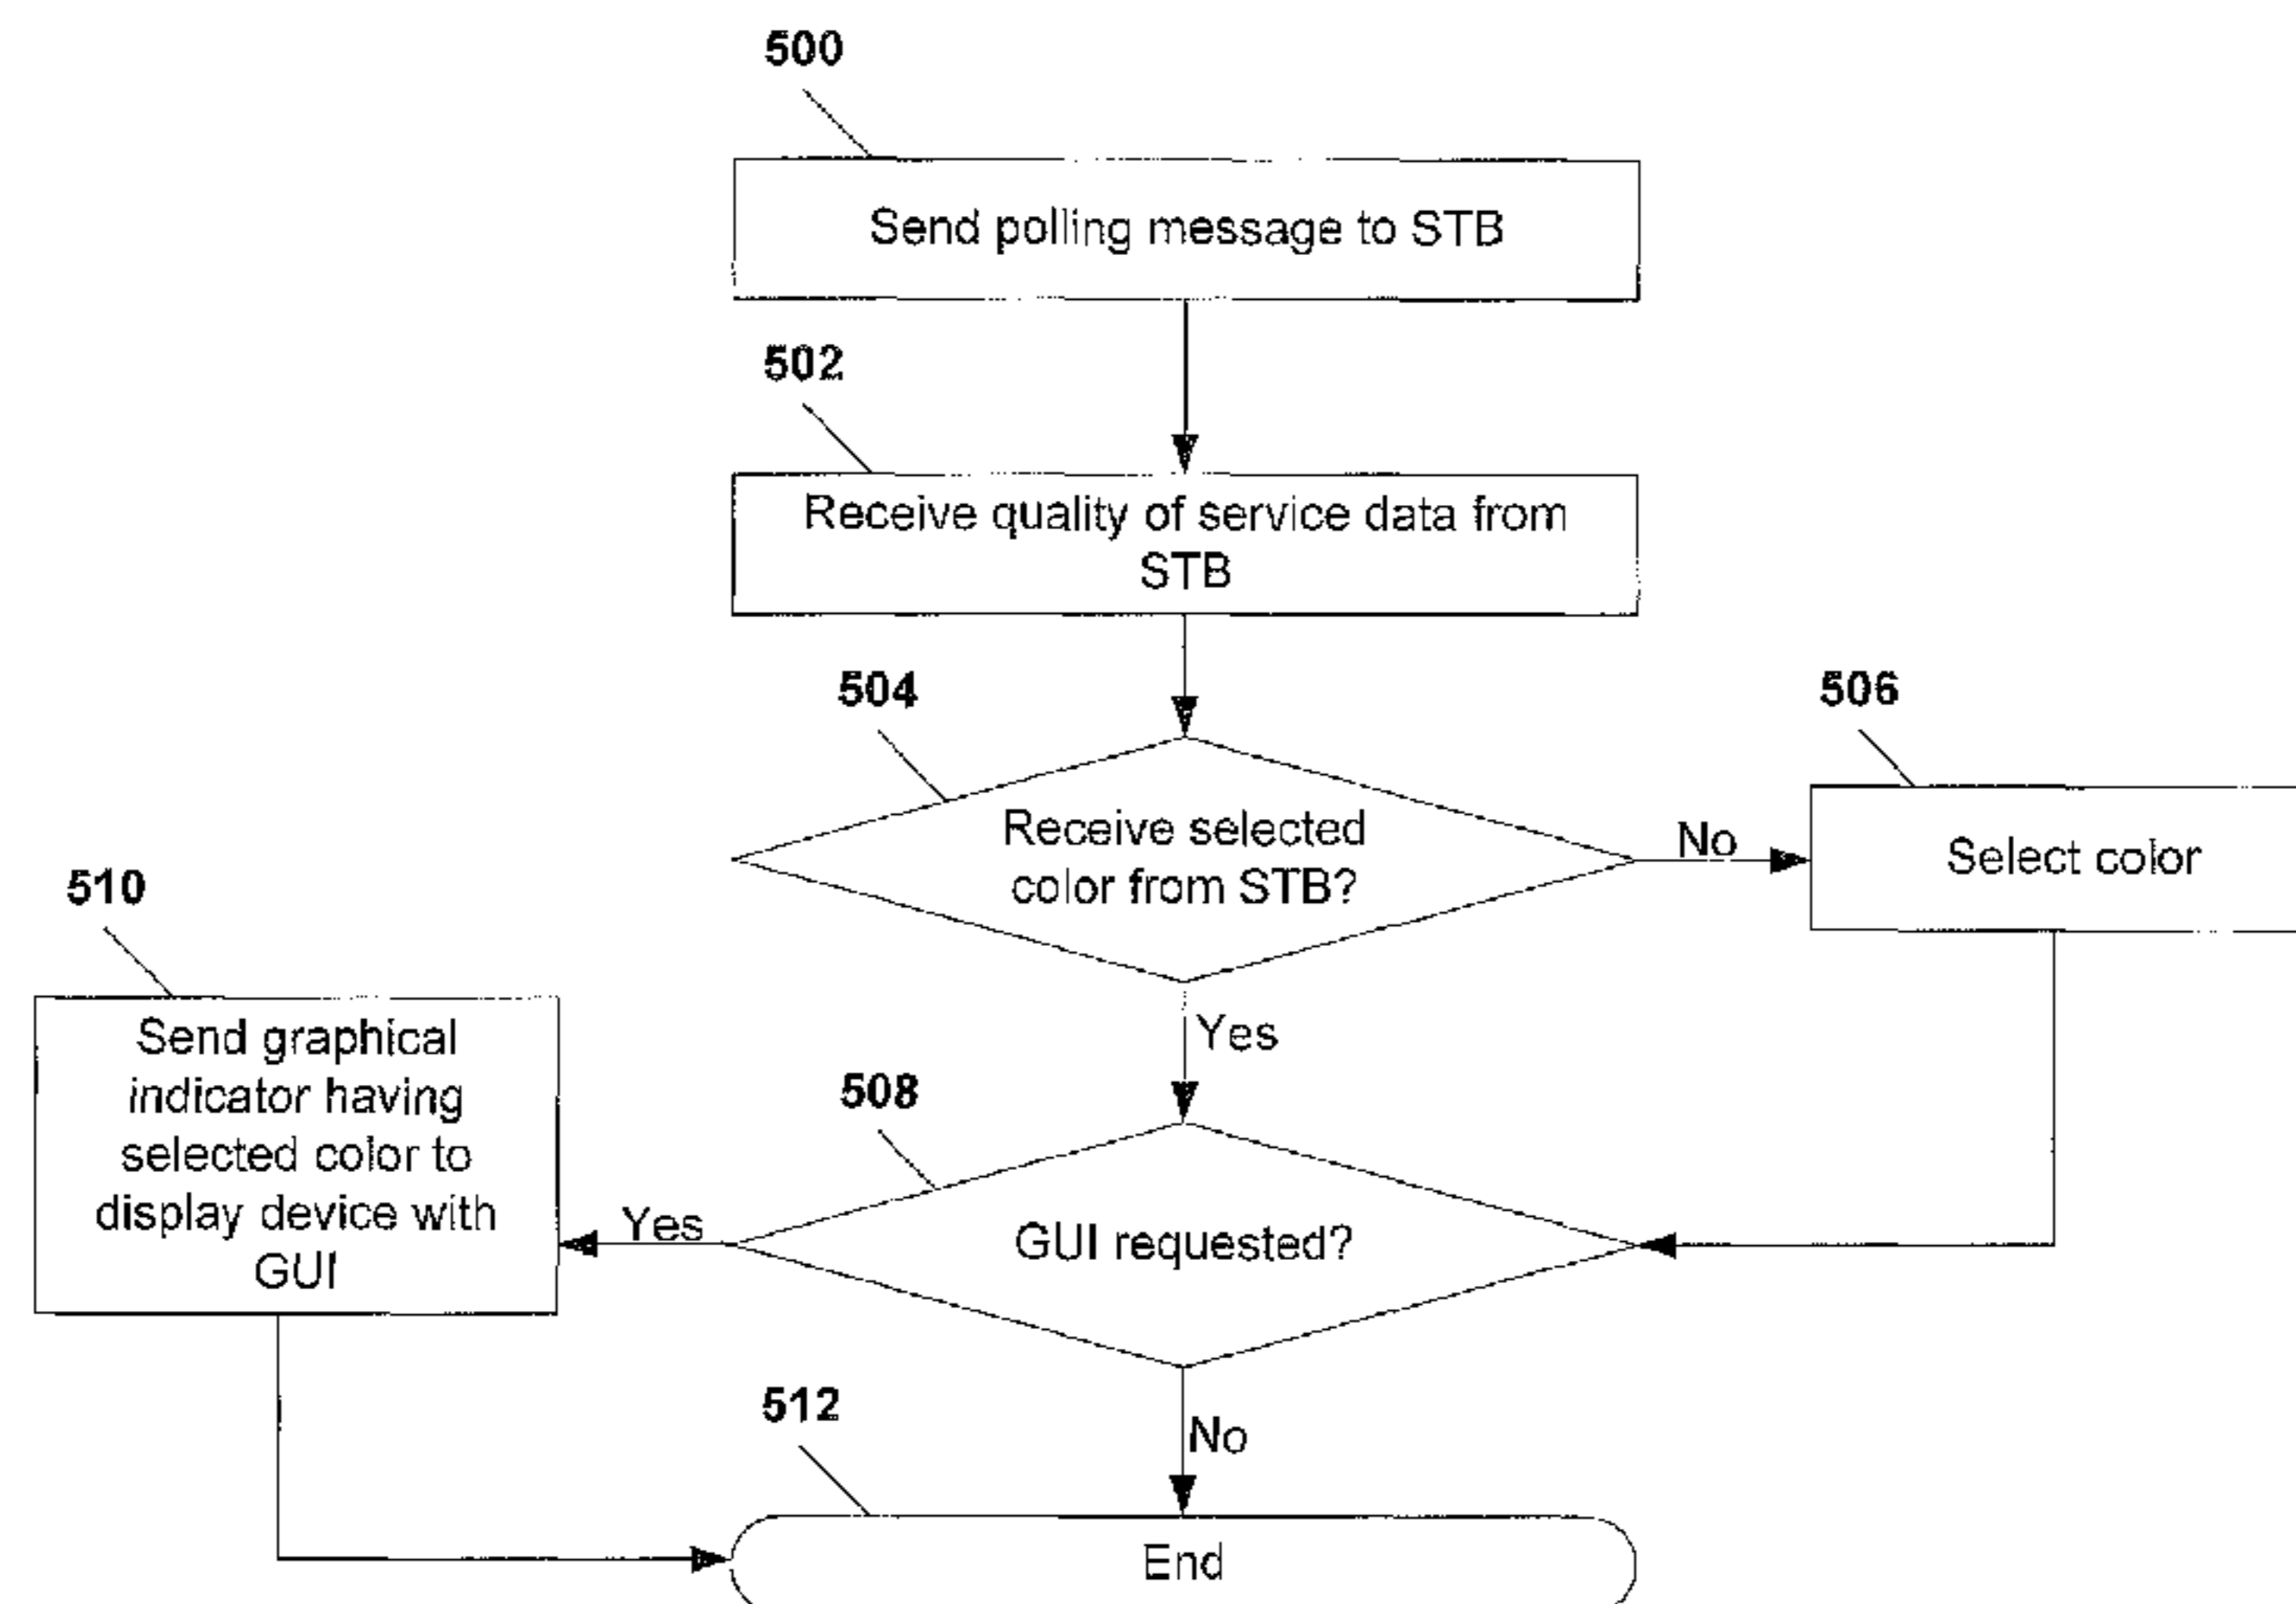 500
Send polling message to STB
502
Receive quality of service data from
STB
504
Receive selected
color from STB?
No
506
Select color
Yes
510
Send graphical
indicator having
selected color to
display device with
GUI
508
GUI requested?
Yes
No
512
End